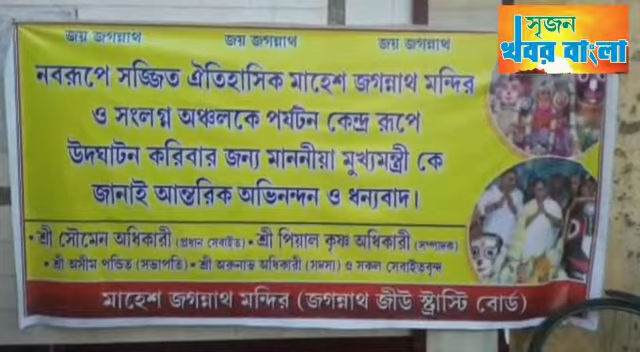 জয় জগন্নাথ জয় জগন্নাথ জয় জগন্নাথ
সৃজন
খবর বাংলা
নবরূপে সজ্জিত ঐতিহাসিক মাহেশ জগন্নাথ মন্দির
ও সংলগ্ন অঞ্চলকে পর্যটন কেন্দ্র রূপে
উদঘাটন করিবার জন্য মাননীয়া মুখ্যমন্ত্রী কে
জানাই আন্তরিক অভিনন্দন ও ধন্যবাদ।
• শ্রী সৌমেন অধিকারী (প্রধান সেবাইত) • শ্রী পিয়াল কৃষ্ণ অধিকারী (সম্পাদক)
• শ্রী অসীম পন্ডিত (সভাপতি) • শ্রী অরুনাভ অধিকারী (সদস্য) ও সকল সেবাইতবৃন্দ
মাহেশ জগন্নাথ মন্দির (জগন্নাথ জীউ স্ট্রাস্টি বোর্ড)